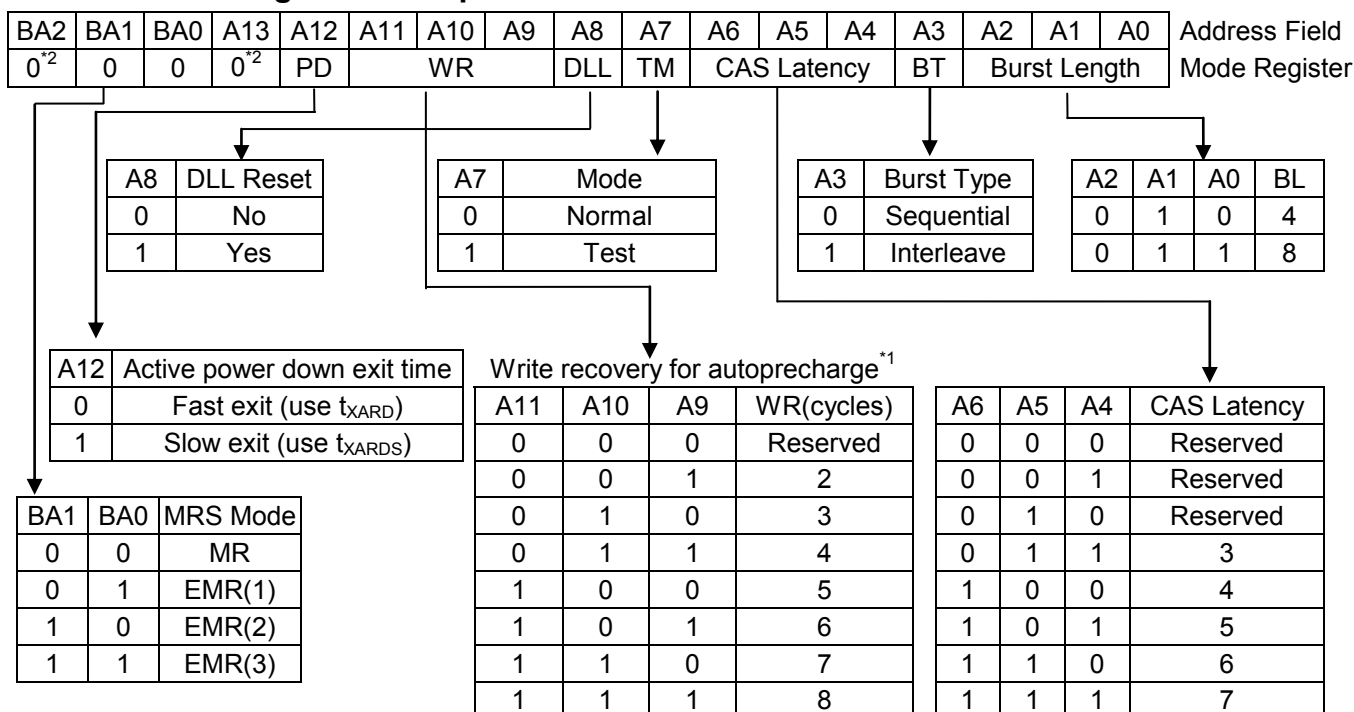 BA2 BA1 BA0 A13 A12 A11 A10 A9 A8 A7 A6 A5 A4 A3 A2 A1 A0 Address Field
0*2 0 0 0*2 PD WR DLL TM CAS Latency BT Burst Length Mode Register
A8 DLL Reset
0 No
1 Yes
A7 Mode
0 Normal
1 Test
A3 Burst Type
0 Sequential
1 Interleave
A2 A1 A0 BL
0 1 0 4
0 1 1 8
A12 Active power down exit time
0 Fast exit (use tXARD)
1 Slow exit (use tXARDS)
BA1 BA0 MRS Mode
0 0 MR
0 1 EMR(1)
1 0 EMR(2)
1 1 EMR(3)
Write recovery for autoprecharge*1
A11 A10 A9 WR(cycles)
0 0 0 Reserved
0 0 1 2
0 1 0 3
0 1 1 4
1 0 0 5
1 0 1 6
1 1 0 7
1 1 1 8
A6 A5 A4 CAS Latency
0 0 0 Reserved
0 0 1 Reserved
0 1 0 Reserved
0 1 1 3
1 0 0 4
1 0 1 5
1 1 0 6
1 1 1 7